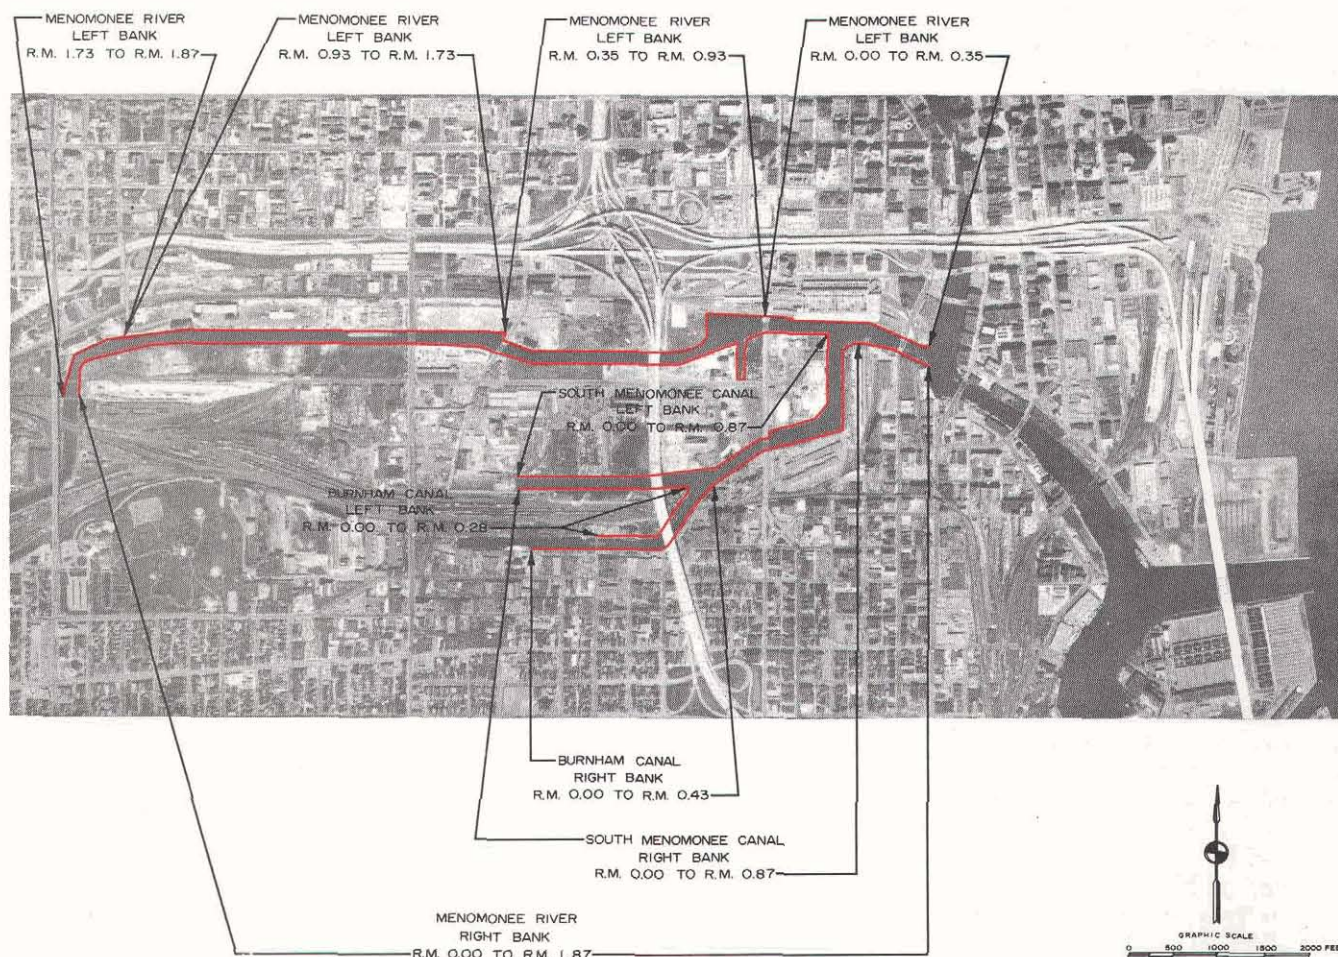 MENOMONEE RIVER
LEFT BANK
R.M. 1.73 TO R.M. 1.87
MENOMONEE RIVER
LEFT BANK
R.M. 0.93 TO R.M. 1.73
MENOMONEE RIVER
LEFT BANK
R.M. 0.35 TO R.M. 0.93
MENOMONEE RIVER
LEFT BANK
R.M. 0.00 TO R.M. 0.35
SOUTH MENOMONEE CANAL
LEFT BANK
R.M. 0.00 TO R.M. 0.87
BURNHAM CANAL
LEFT BANK
R.M. 0.00 TO R.M. 0.28
BURNHAM CANAL
RIGHT BANK
R.M. 0.00 TO R.M. 0.43
SOUTH MENOMONEE CANAL
RIGHT BANK
R.M. 0.00 TO R.M. 0.87
MENOMONEE RIVER
RIGHT BANK
R.M. 0.00 TO R.M. 1.87
GRAPHIC SCALE
0 500 1000 1500 2000 FEE